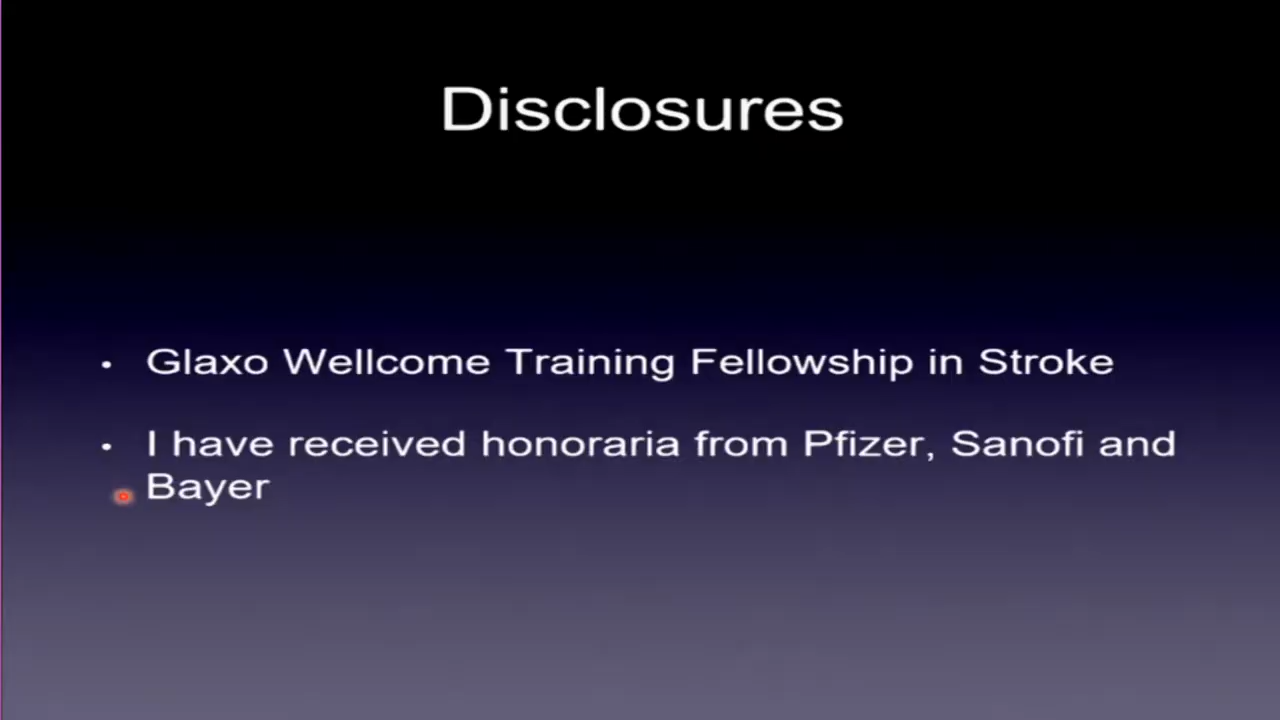 Disclosures
• Glaxo Wellcome Training Fellowship in Stroke
• I have received honoraria from Pfizer, Sanofi and
Bayer